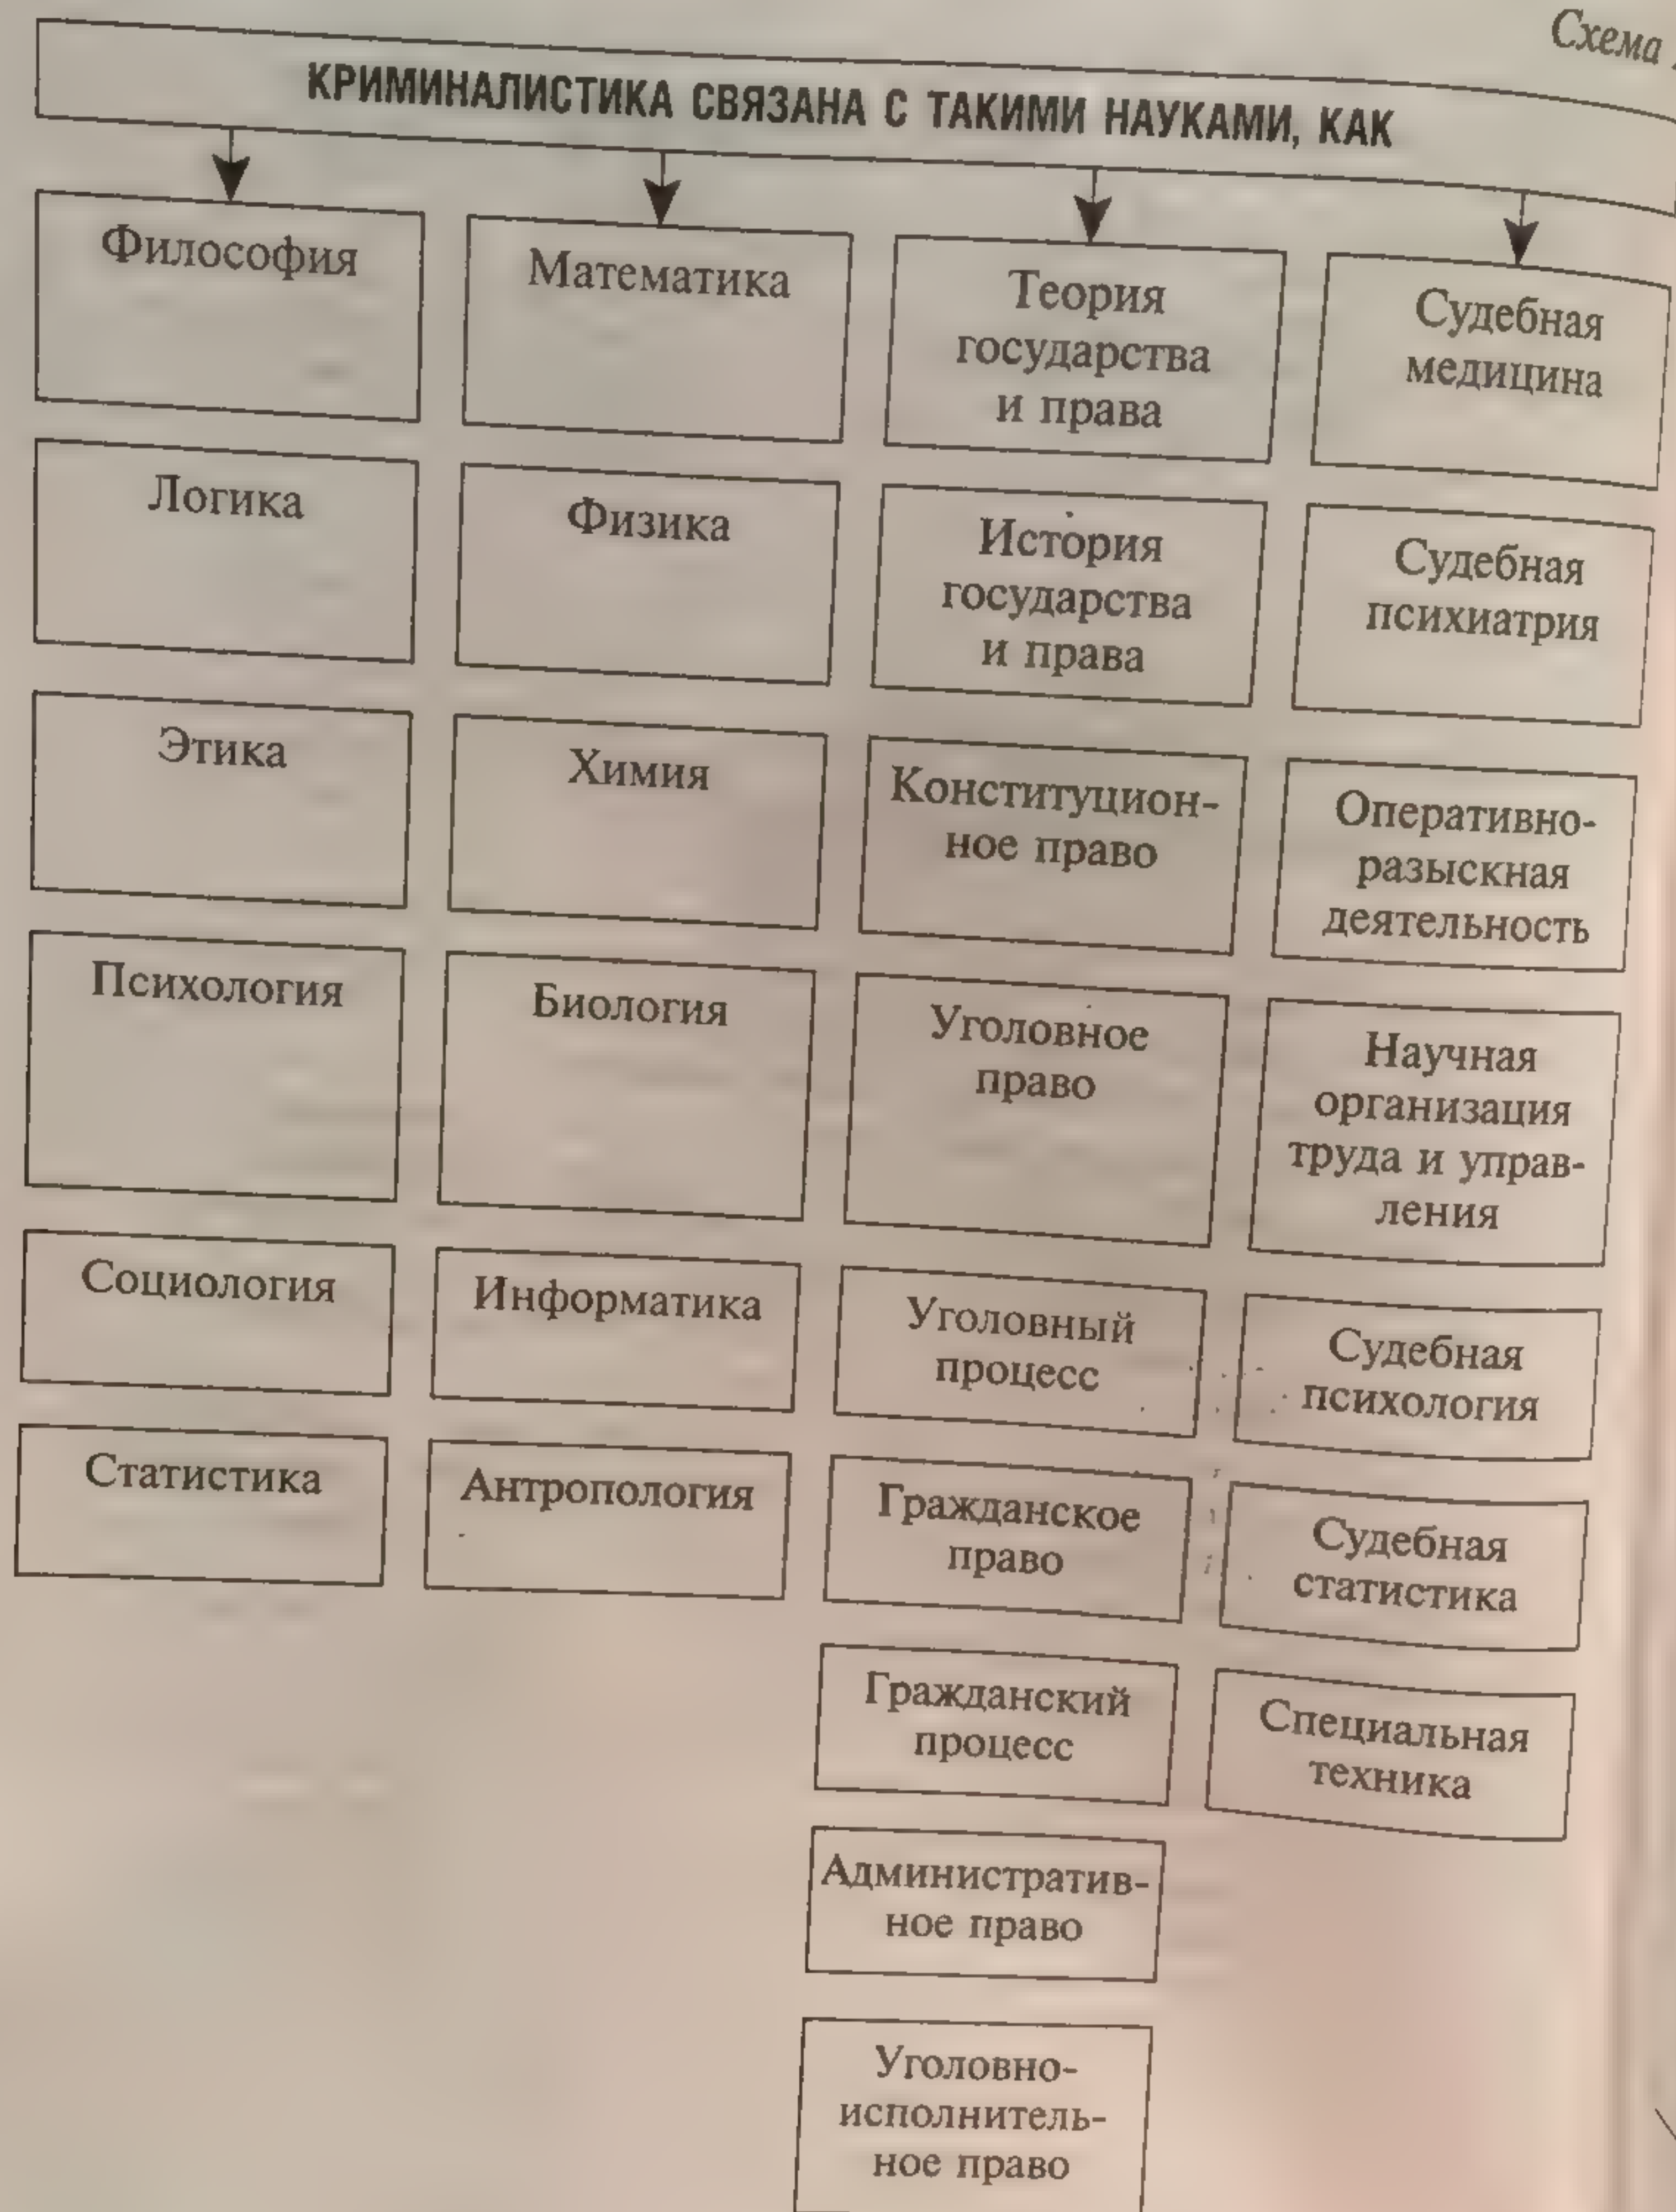 Схема
КРИМИНАЛИСТИКА СВЯЗАНА С ТАКИМИ НАУКАМИ, КАК
Философия
Логика
Этика
Психология
Социология
Статистика
Математика
Физика
Химия
Биология
Информатика
Антропология
Теория
государства
и права
История
государства
и права
Конституцион-
ное право
Уголовное
право
Уголовный
процесс
Гражданское
право
Гражданский
процесс
Административ-
ное право
Уголовно-
исполнитель-
ное право
Судебная
медицина
Судебная
психиатрия
Оперативно-
разыскная
деятельность
Научная
организация
труда и управ-
ления
Судебная
психология
Судебная
статистика
Специальная
техника